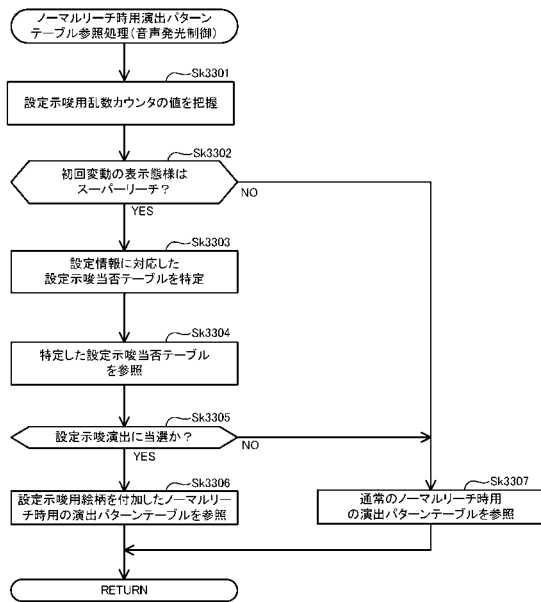 ノーマルリーチ時用演出パターン
テーブル参照処理(音声発光制御)
Sk3301
設定示唆用乱数カウンタの値を把握
Sk3302
初回変動の表示態様は
スーパーリーチ?
NO
YES
Sk3303
設定情報に対応した
設定示唆当否テーブルを特定
Sk3304
特定した設定示唆当否テーブル
を参照
Sk3305
設定示唆演出に当選か?
NO
YES
Sk3306
設定示唆用絵柄を付加したノーマルリー
チ時用の演出パターンテーブルを参照
Sk3307
通常のノーマルリーチ時用
の演出パターンテーブルを参照
RETURN